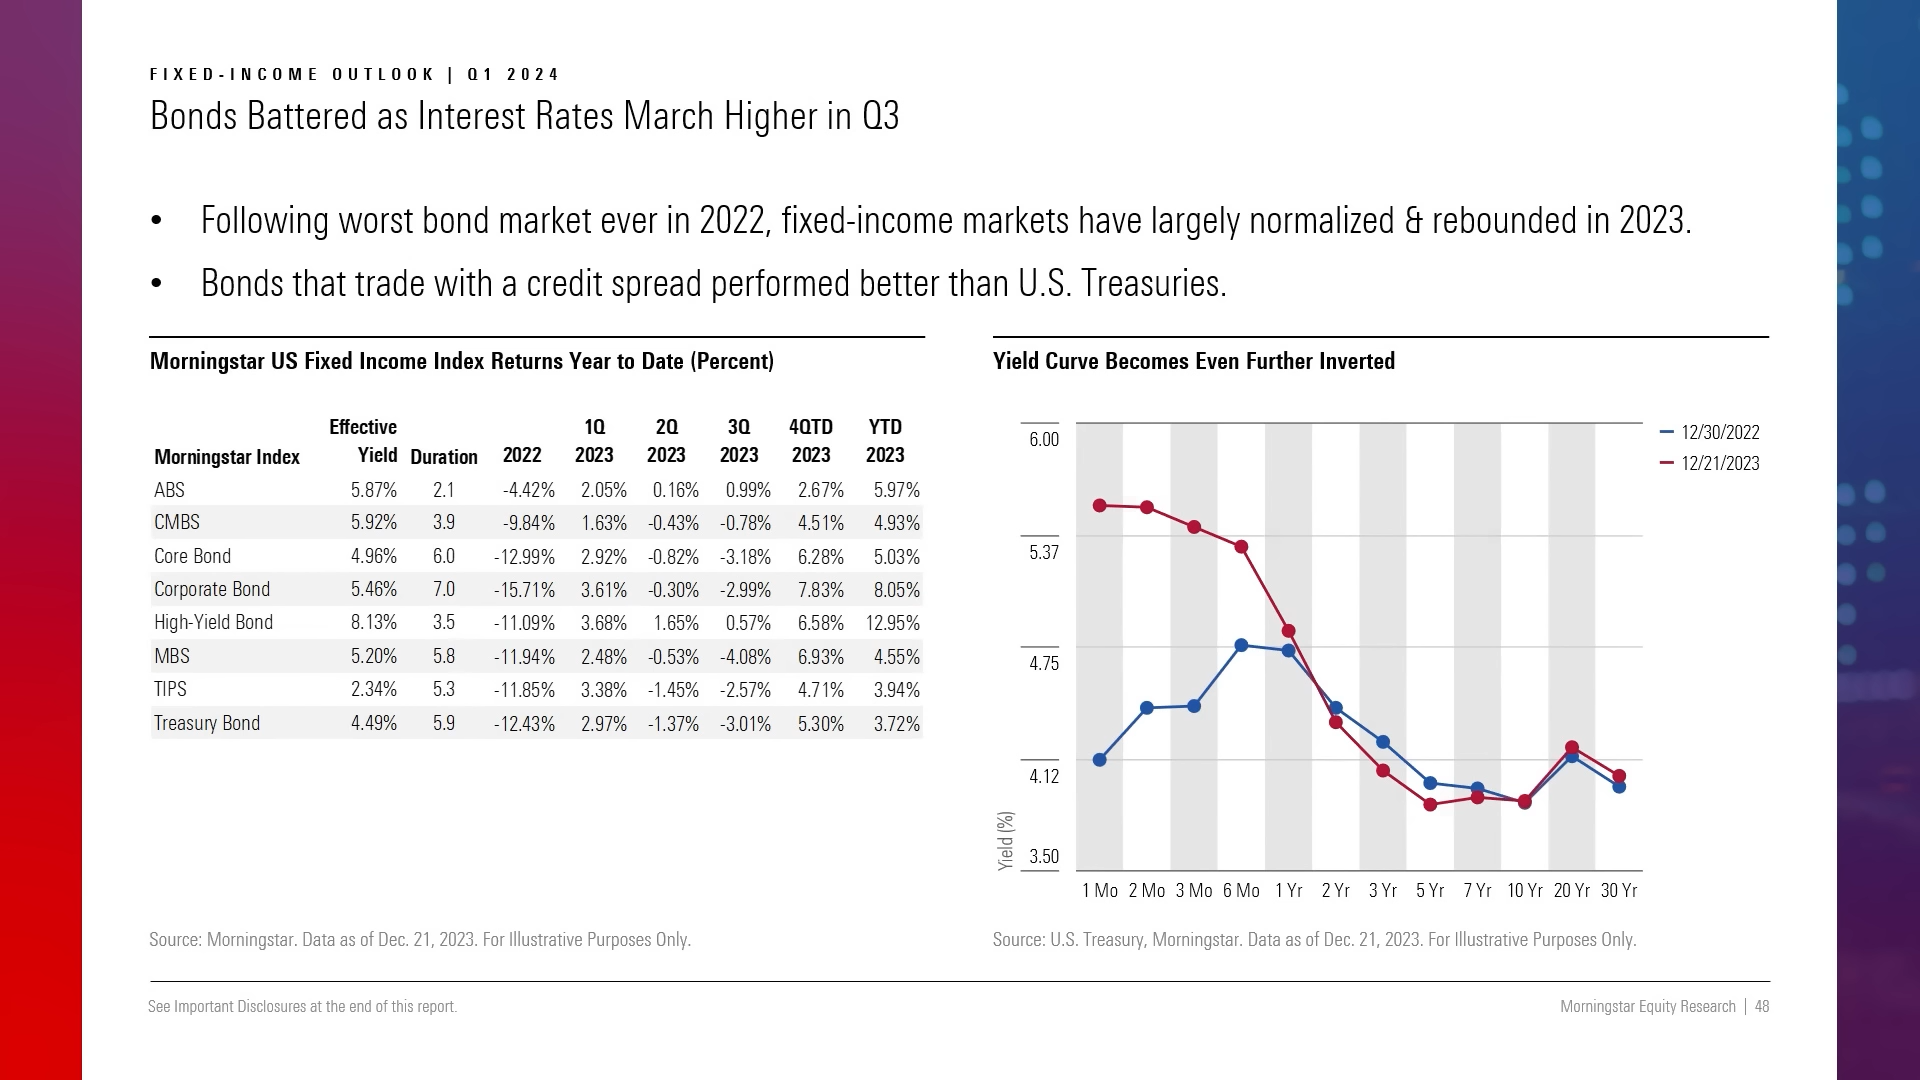 FIXED-INCOME OUTLOOK | Q1 2024
Bonds Battered as Interest Rates March Higher in Q3
• Following worst bond market ever in 2022, fixed-income markets have largely normalized & rebounded in 2023.
• Bonds that trade with a credit spread performed better than U.S. Treasuries.
Morningstar US Fixed Income Index Returns Year to Date (Percent)
Morningstar Index Effective Yield Duration 2022 1Q 2023 2Q 2023 3Q 2023 4QTD 2023 YTD 2023
ABS 5.87% 2.1 -4.42% 2.05% 0.16% 0.99% 2.67% 5.97%
CMBS 5.92% 3.9 -9.84% 1.63% -0.43% -0.78% 4.51% 4.93%
Core Bond 4.96% 6.0 -12.99% 2.92% -0.82% -3.18% 6.28% 5.03%
Corporate Bond 5.46% 7.0 -15.71% 3.61% -0.30% -2.99% 7.83% 8.05%
High-Yield Bond 8.13% 3.5 -11.09% 3.68% 1.65% 0.57% 6.58% 12.95%
MBS 5.20% 5.8 -11.94% 2.48% -0.53% -4.08% 6.93% 4.55%
TIPS 2.34% 5.3 -11.85% 3.38% -1.45% -2.57% 4.71% 3.94%
Treasury Bond 4.49% 5.9 -12.43% 2.97% -1.37% -3.01% 5.30% 3.72%
Source: Morningstar. Data as of Dec. 21, 2023. For Illustrative Purposes Only.
Yield Curve Becomes Even Further Inverted
12/30/2022
12/21/2023
6.00
5.37
4.75
4.12
3.50
Yield (%)
1 Mo 2 Mo 3 Mo 6 Mo 1 Yr 2 Yr 3 Yr 5 Yr 7 Yr 10 Yr 20 Yr 30 Yr
Source: U.S. Treasury, Morningstar. Data as of Dec. 21, 2023. For Illustrative Purposes Only.
See Important Disclosures at the end of this report.
Morningstar Equity Research | 48